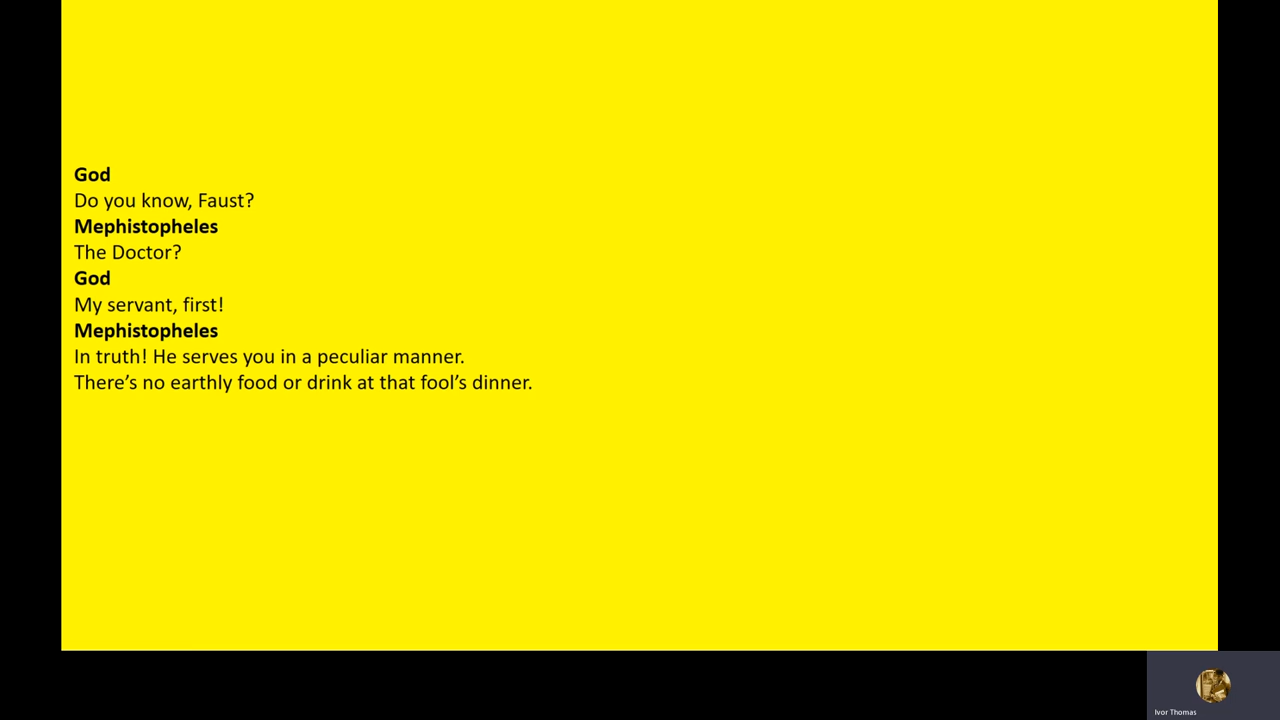 God
Do you know, Faust?
Mephistopheles
The Doctor?
God
My servant, first!
Mephistopheles
In truth! He serves you in a peculiar manner.
There’s no earthly food or drink at that fool’s dinner.
Ivor Thomas